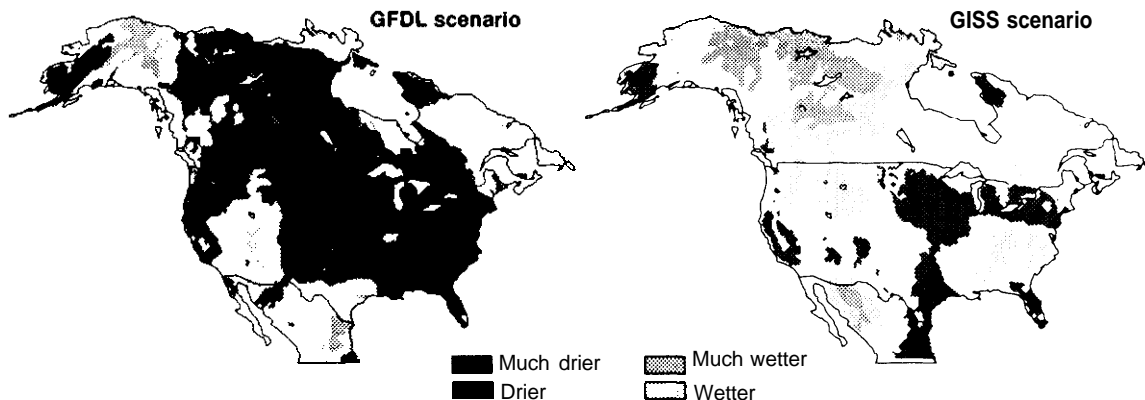 GFDL scenario
GISS scenario
Much drier
Drier
Much wetter
Wetter